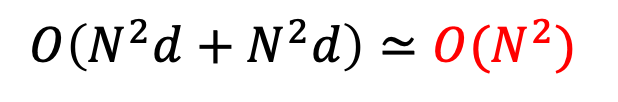 O(N²d + N²d) ≃ O(N²)